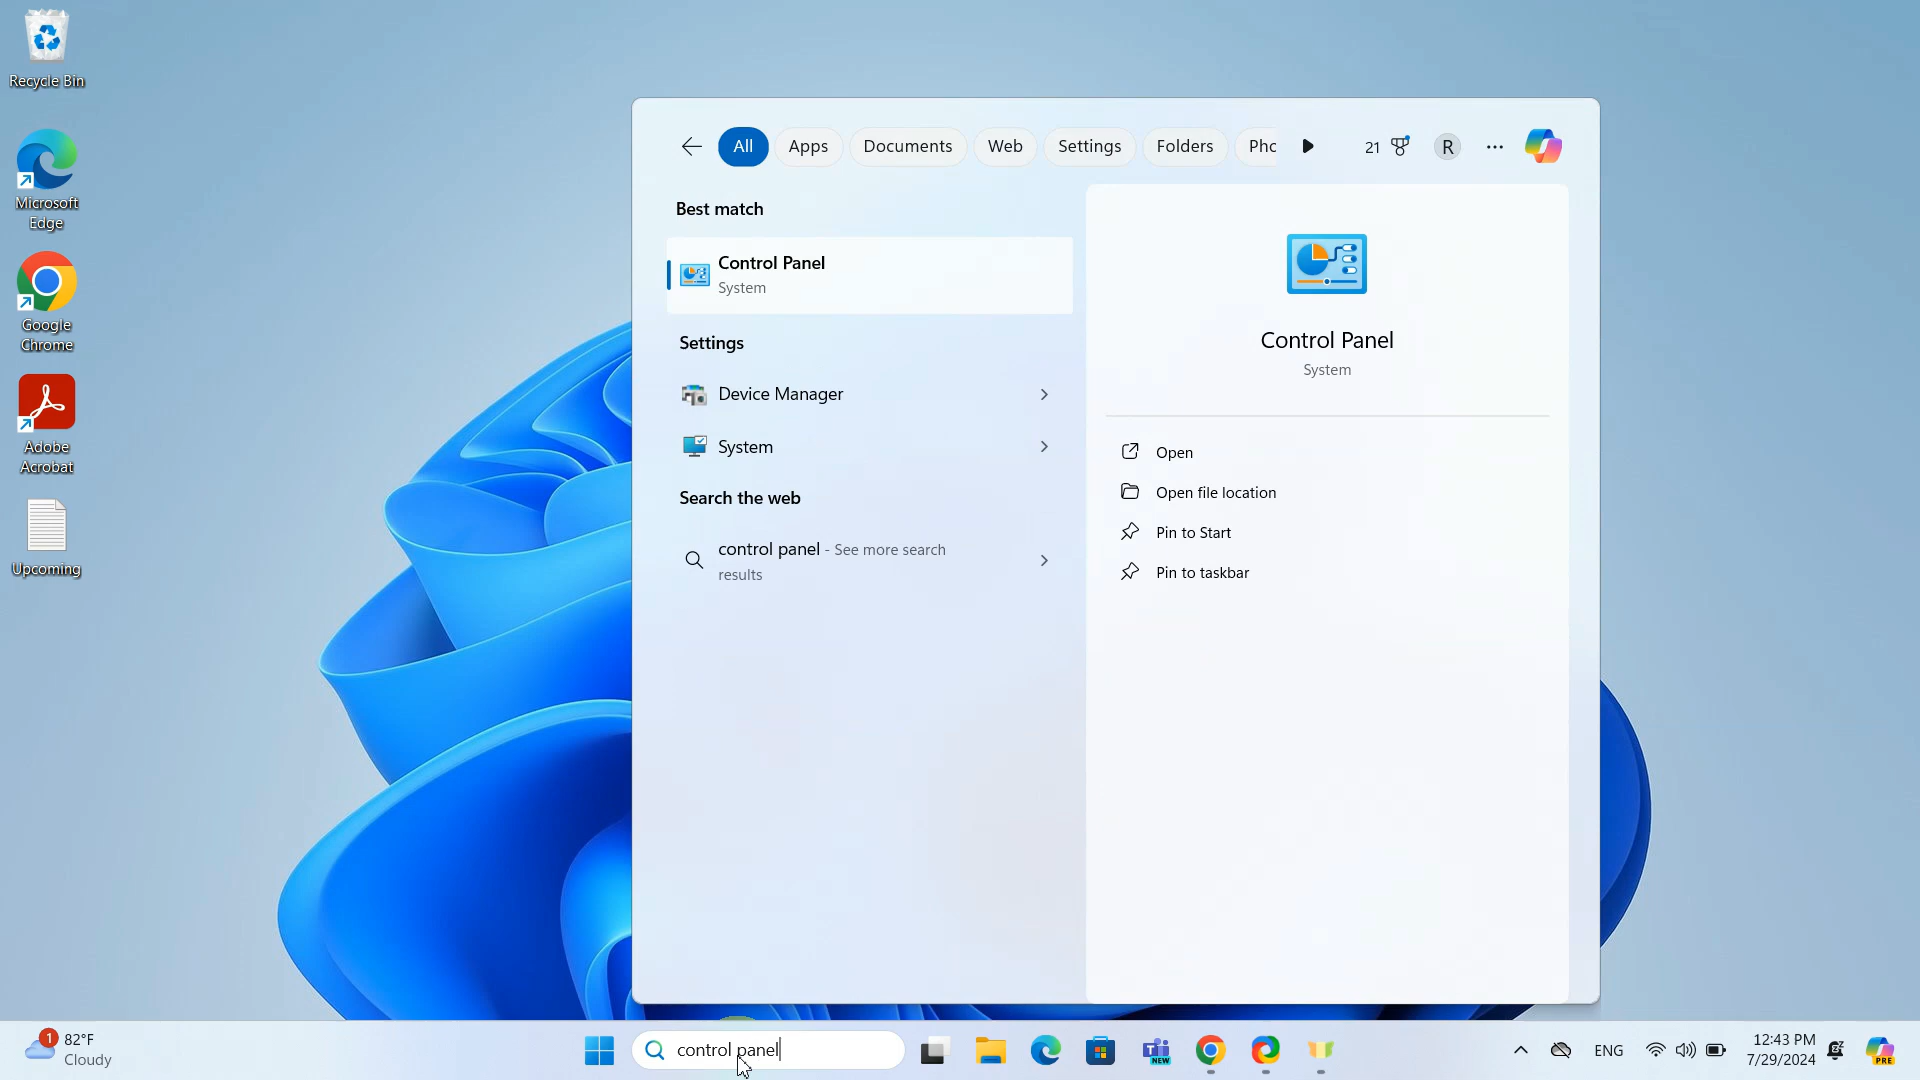 Recycle Bin
Microsoft
Edge
Google
Chrome
Adobe
Acrobat
Upcoming
All
Apps
Documents
Web
Settings
Folders
Phc
21
R
Best match
Control Panel
System
Settings
Device Manager
System
Search the web
control panel - See more search
results
Control Panel
System
Open
Open file location
Pin to Start
Pin to taskbar
1
82°F
Cloudy
control panel
NEW
ENG
12:43 PM
7/29/2024
PRE